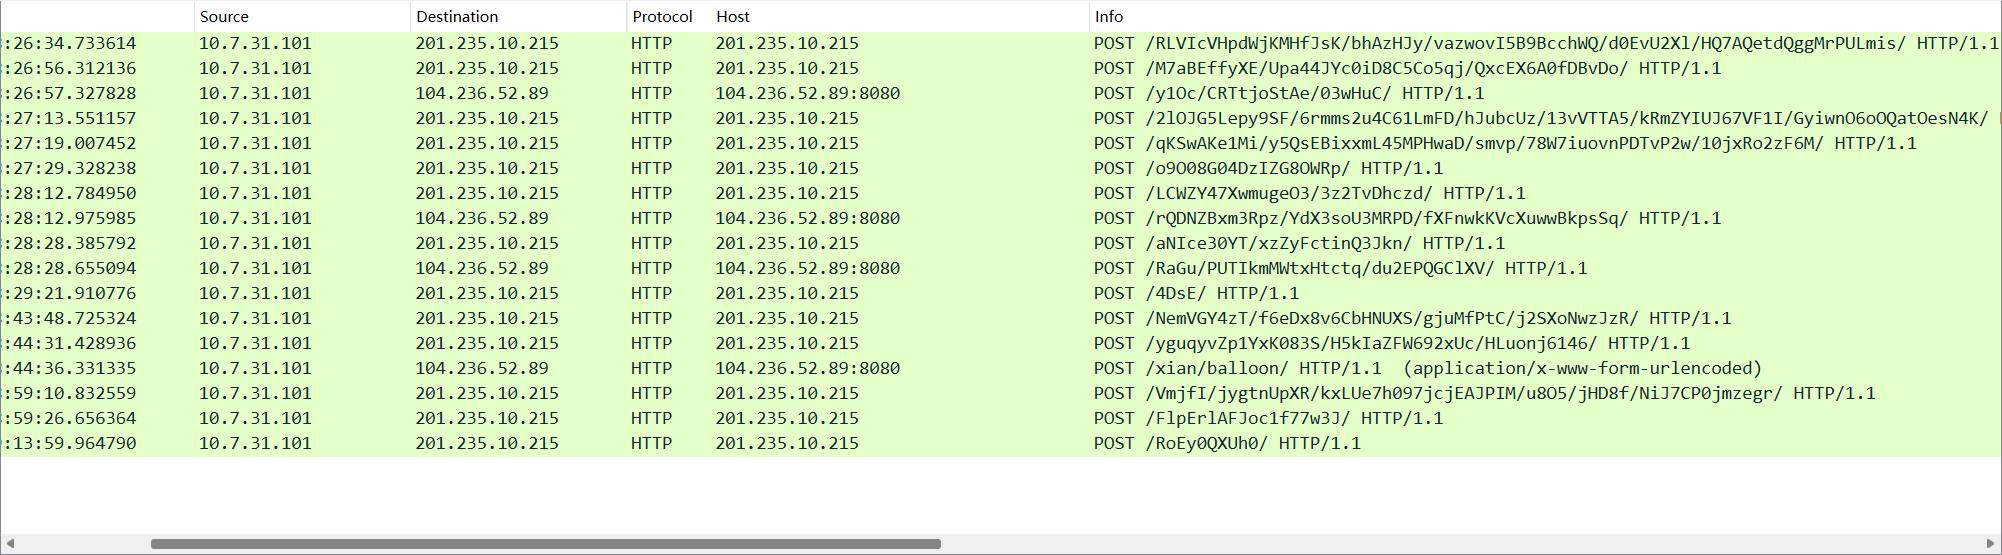 Source Destination Protocol Host Info
:26:34.733614 10.7.31.101 201.235.10.215 HTTP 201.235.10.215 POST /RLVIcVHpdWjKMHfJsK/bhAzHJy/vazwovI5B9BcchWQ/d0EvU2Xl/HQ7AQetdQggMrPULmis/ HTTP/1.1
:26:56.312136 10.7.31.101 201.235.10.215 HTTP 201.235.10.215 POST /M7aBEffyXE/Upa44JYc0iD8C5Co5qj/QxcEX6A0fDBvDo/ HTTP/1.1
:26:57.327828 10.7.31.101 104.236.52.89 HTTP 104.236.52.89:8080 POST /y1Oc/CRTtjoStAe/03wHuC/ HTTP/1.1
:27:13.551157 10.7.31.101 201.235.10.215 HTTP 201.235.10.215 POST /2lOJG5Lepy9SF/6rmms2u4C61LmFD/hJubcUz/13vVTTA5/kRmZYIUJ67VF1I/GyiwnO6oOQatOesN4K/
:27:19.007452 10.7.31.101 201.235.10.215 HTTP 201.235.10.215 POST /qKSwAKe1Mi/y5QsEBixxmL45MPHwaD/smvp/78W7iuovnPDTvP2w/10jxRo2zF6M/ HTTP/1.1
:27:29.328238 10.7.31.101 201.235.10.215 HTTP 201.235.10.215 POST /o9O08G04DzIZG8OWRp/ HTTP/1.1
:28:12.784950 10.7.31.101 201.235.10.215 HTTP 201.235.10.215 POST /LCWZY47XwmugeO3/3z2TvDhczd/ HTTP/1.1
:28:12.975985 10.7.31.101 104.236.52.89 HTTP 104.236.52.89:8080 POST /rQDNZBxm3Rpz/YdX3soU3MRPD/fXFnwkKVcXuwwBkpsSq/ HTTP/1.1
:28:28.385792 10.7.31.101 201.235.10.215 HTTP 201.235.10.215 POST /aNIce30YT/xzZyFctinQ3Jkn/ HTTP/1.1
:28:28.655094 10.7.31.101 104.236.52.89 HTTP 104.236.52.89:8080 POST /RaGu/PUTIkmMWtxHtctq/du2EPQGClXV/ HTTP/1.1
:29:21.910776 10.7.31.101 201.235.10.215 HTTP 201.235.10.215 POST /4DsE/ HTTP/1.1
:43:48.725324 10.7.31.101 201.235.10.215 HTTP 201.235.10.215 POST /NemVGY4zT/f6eDx8v6CbHNUXS/gjuMfPtC/j2SXoNwzJzR/ HTTP/1.1
:44:31.428936 10.7.31.101 201.235.10.215 HTTP 201.235.10.215 POST /yguqyvZp1YxK083S/H5kIaZFW692xUc/HLuonj6146/ HTTP/1.1
:44:36.331335 10.7.31.101 104.236.52.89 HTTP 104.236.52.89:8080 POST /xian/balloon/ HTTP/1.1 (application/x-www-form-urlencoded)
:59:10.832559 10.7.31.101 201.235.10.215 HTTP 201.235.10.215 POST /VmjfI/jygtnUpXR/kxLUe7h097jcjEAJPIM/u8O5/jHD8f/NiJ7CP0jmzegr/ HTTP/1.1
:59:26.656364 10.7.31.101 201.235.10.215 HTTP 201.235.10.215 POST /FlpErlAFJoc1f77w3J/ HTTP/1.1
:13:59.964790 10.7.31.101 201.235.10.215 HTTP 201.235.10.215 POST /RoEy0QXUh0/ HTTP/1.1